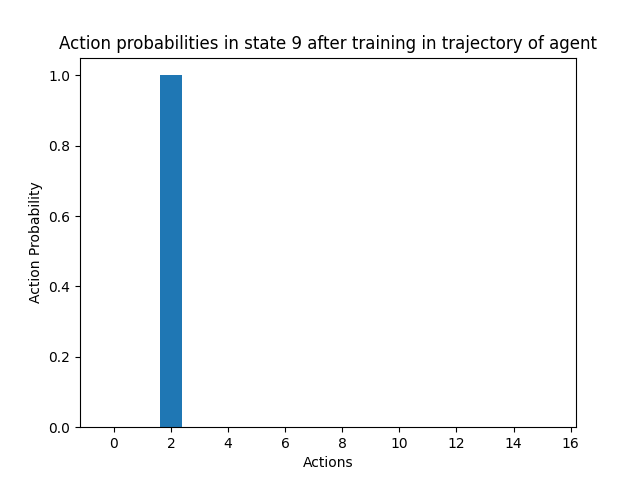 Action probabilities in state 9 after training in trajectory of agent
1.0
0.8
0.6
0.4
0.2
0.0
Action Probability
0 2 4 6 8 10 12 14 16
Actions